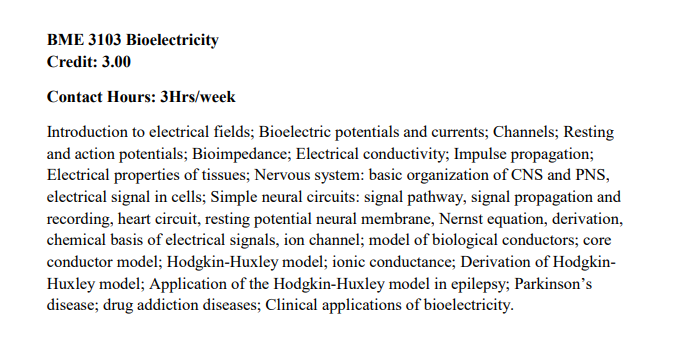 BME 3103 Bioelectricity
Credit: 3.00
Contact Hours: 3Hrs/week
Introduction to electrical fields; Bioelectric potentials and currents; Channels; Resting
and action potentials; Bioimpedance; Electrical conductivity; Impulse propagation;
Electrical properties of tissues; Nervous system: basic organization of CNS and PNS,
electrical signal in cells; Simple neural circuits: signal pathway, signal propagation and
recording, heart circuit, resting potential neural membrane, Nernst equation, derivation,
chemical basis of electrical signals, ion channel; model of biological conductors; core
conductor model; Hodgkin-Huxley model; ionic conductance; Derivation of Hodgkin-
Huxley model; Application of the Hodgkin-Huxley model in epilepsy; Parkinson’s
disease; drug addiction diseases; Clinical applications of bioelectricity.